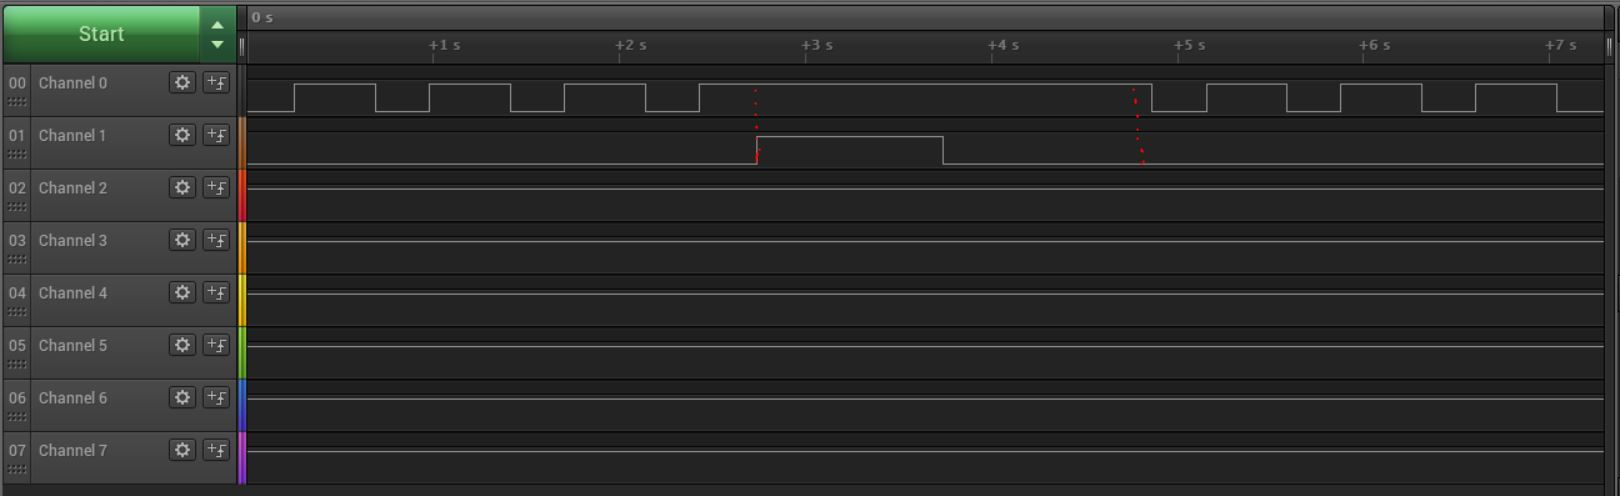 Start
0 s
+1 s +2 s +3 s +4 s +5 s +6 s +7 s
00 Channel 0
01 Channel 1
02 Channel 2
03 Channel 3
04 Channel 4
05 Channel 5
06 Channel 6
07 Channel 7